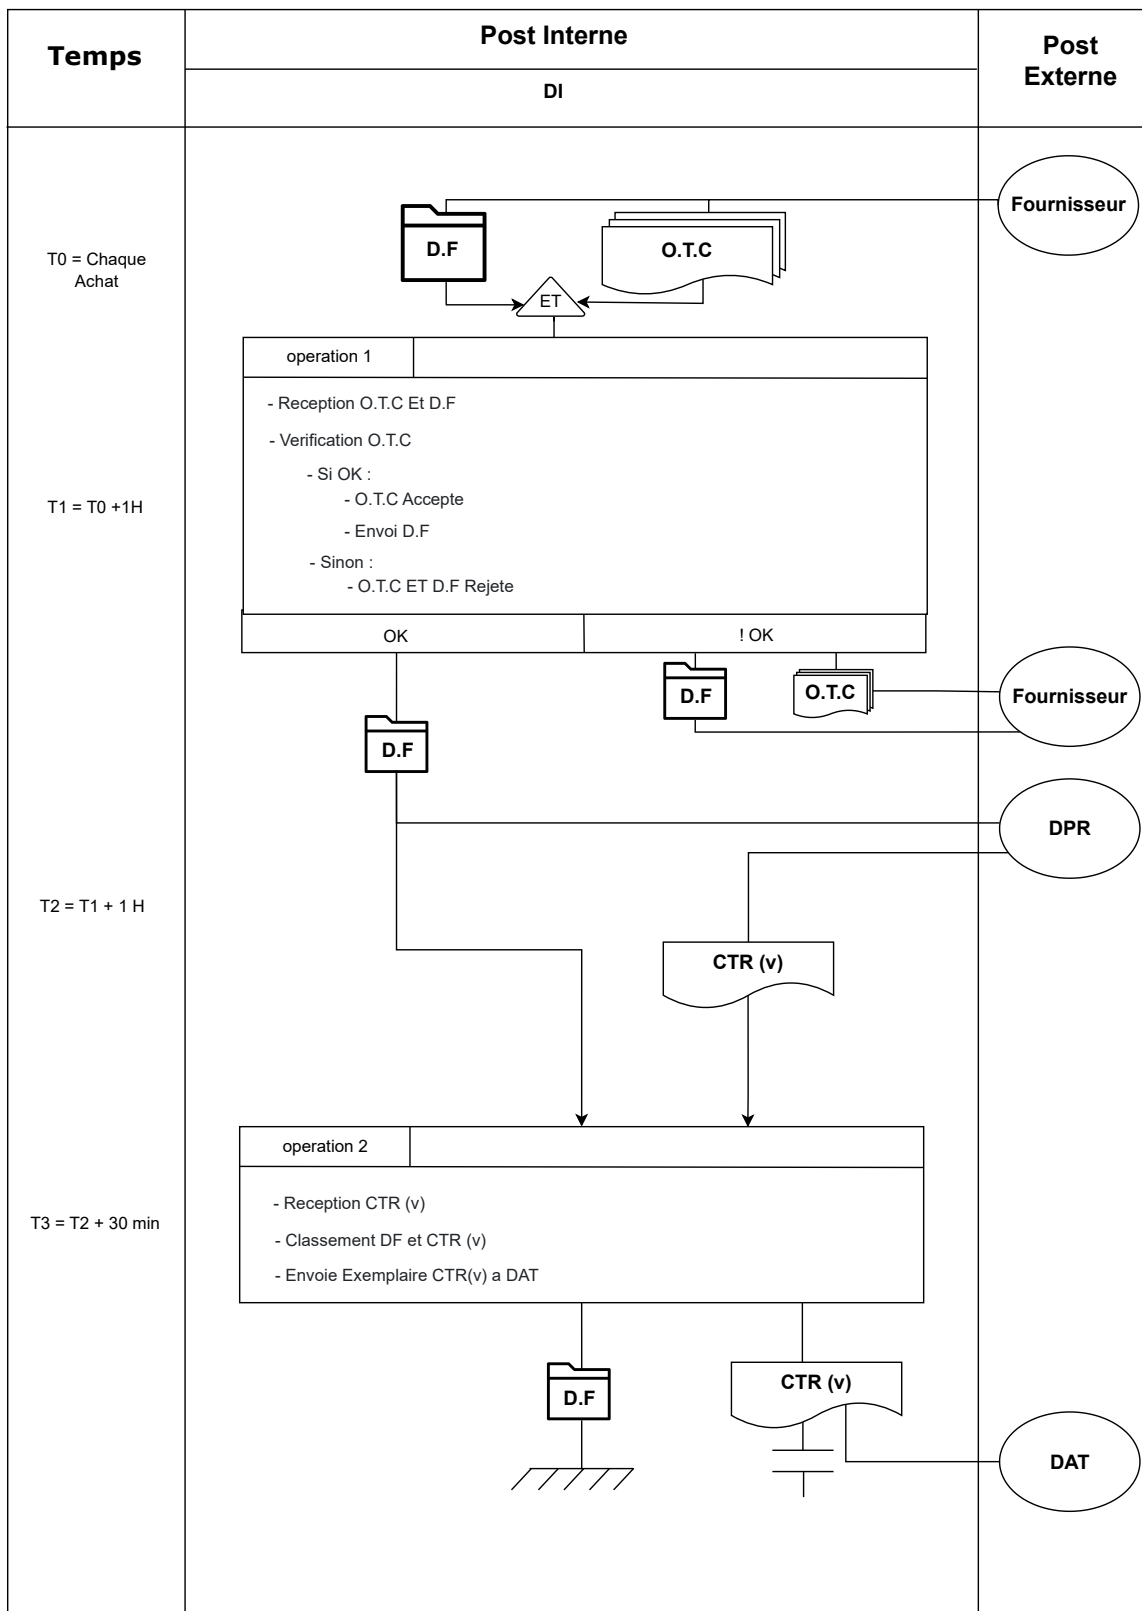 Temps
Post Interne
Post
Externe
DI
Fournisseur
D.F
O.T.C
T0 = Chaque
Achat
ET
operation 1
- Reception O.T.C Et D.F
- Verification O.T.C
- Si OK :
- O.T.C Accepte
T1 = T0 +1H
- Envoi D.F
- Sinon :
- O.T.C ET D.F Rejete
OK
! OK
D.F
O.T.C
Fournisseur
D.F
DPR
T2 = T1 + 1 H
CTR (v)
operation 2
- Reception CTR (v)
T3 = T2 + 30 min
- Classement DF et CTR (v)
- Envoie Exemplaire CTR(v) a DAT
D.F
CTR (v)
DAT